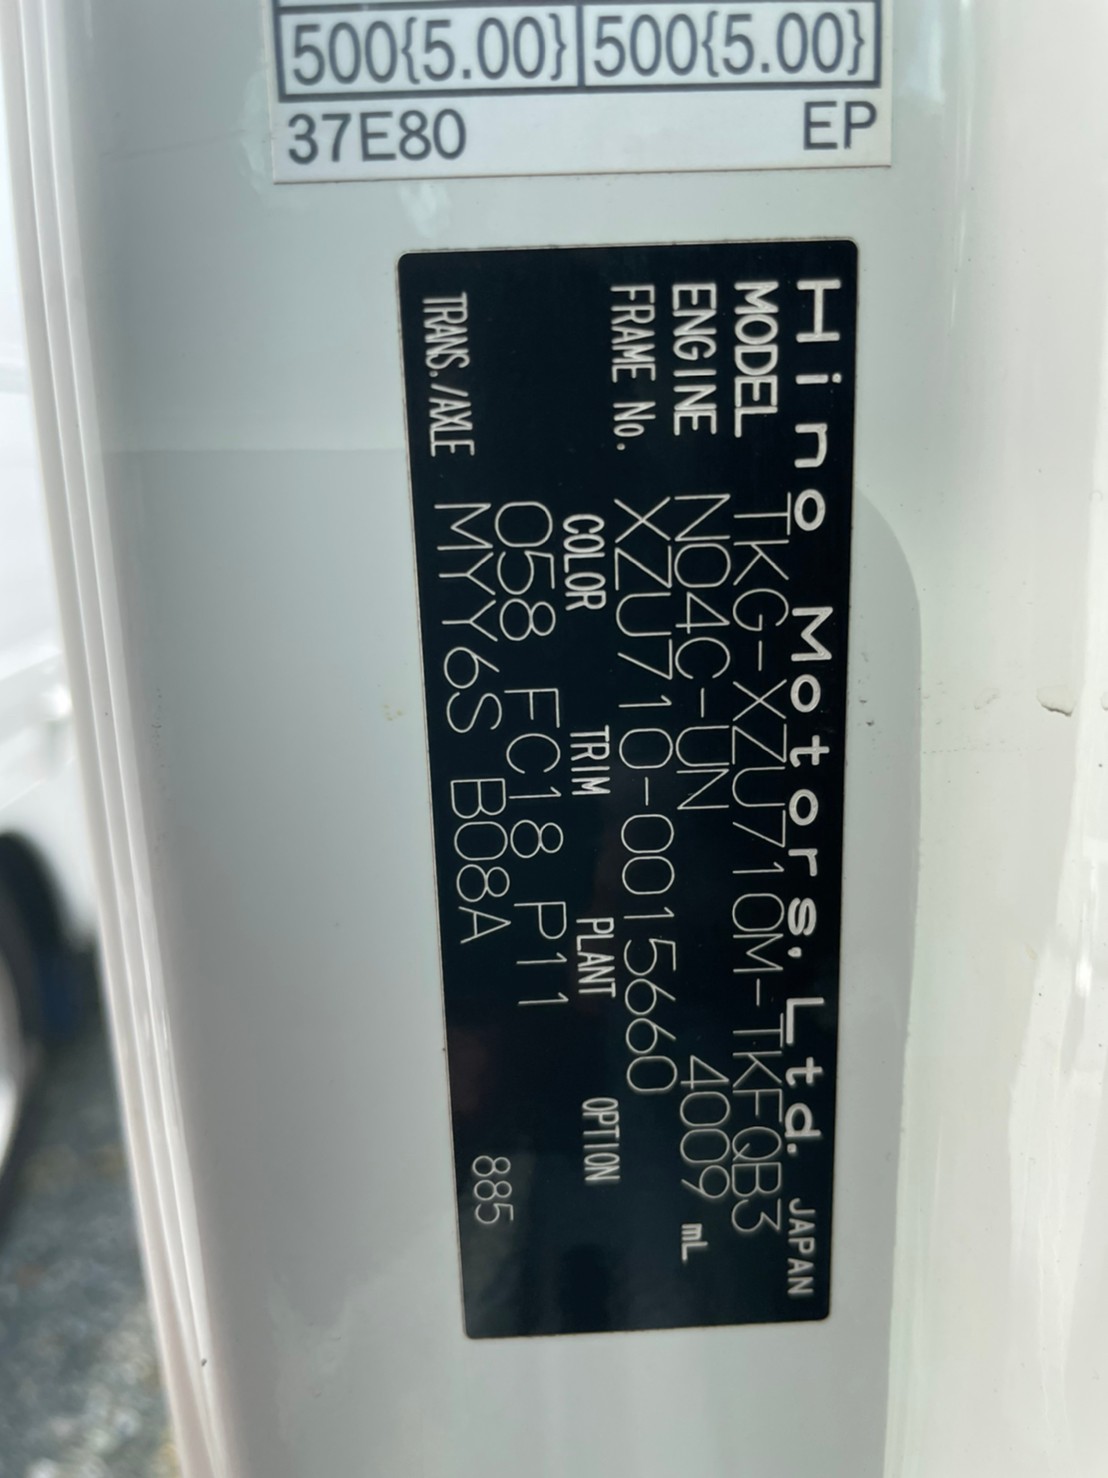 500{5.00} 500{5.00}
37E80 EP
Hino Motors, Ltd. JAPAN
MODEL TKG-XZU710M-TKFQB3
ENGINE N04C-UN 4009 mL
FRAME No. XZU710-0015660
COLOR TRIM PLANT OPTION
058 FC18 P11
TRANS./AXLE MYY6S B08A 885